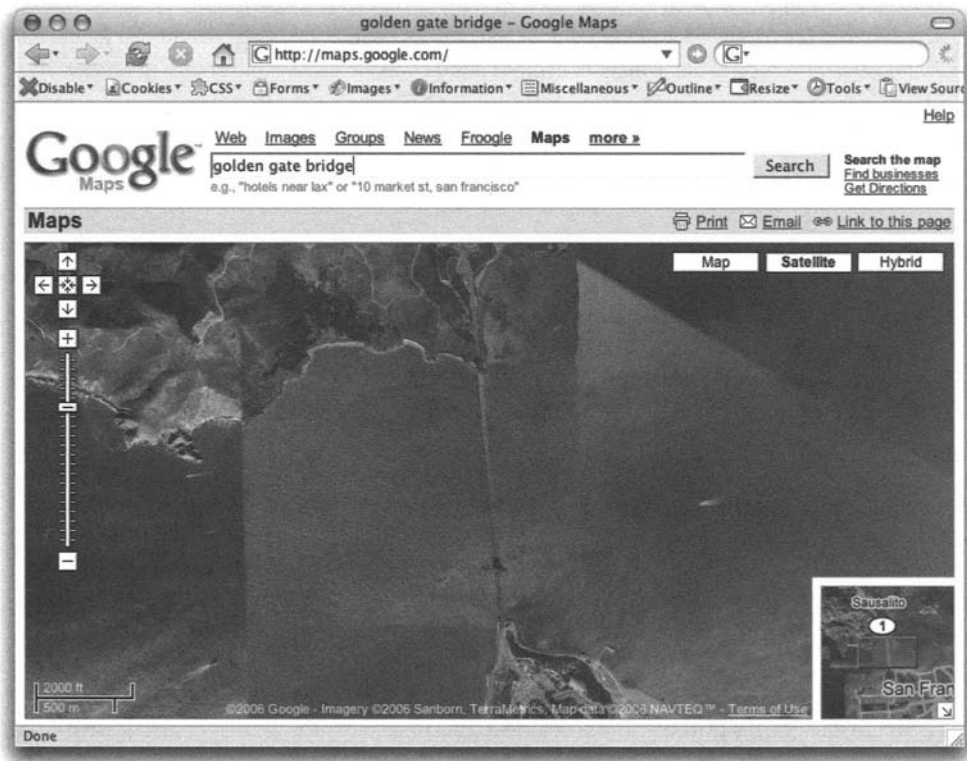 golden gate bridge – Google Maps
G http://maps.google.com/
G
Disable Cookies CSS Forms Images Information Miscellaneous Outline Resize Tools View Sourc
Help
Google Maps
Web Images Groups News Froogle Maps more »
golden gate bridge
Search
e.g., "hotels near lax" or "10 market st, san francisco"
Search the map
Find businesses
Get Directions
Maps
Print Email Link to this page
Map Satellite Hybrid
Sausalito
1
San Fran
2000 ft
500 m
©2006 Google - Imagery ©2006 Sanborn, TerraMetrics, Map data ©2006 NAVTEQ™ - Terms of Use
Done